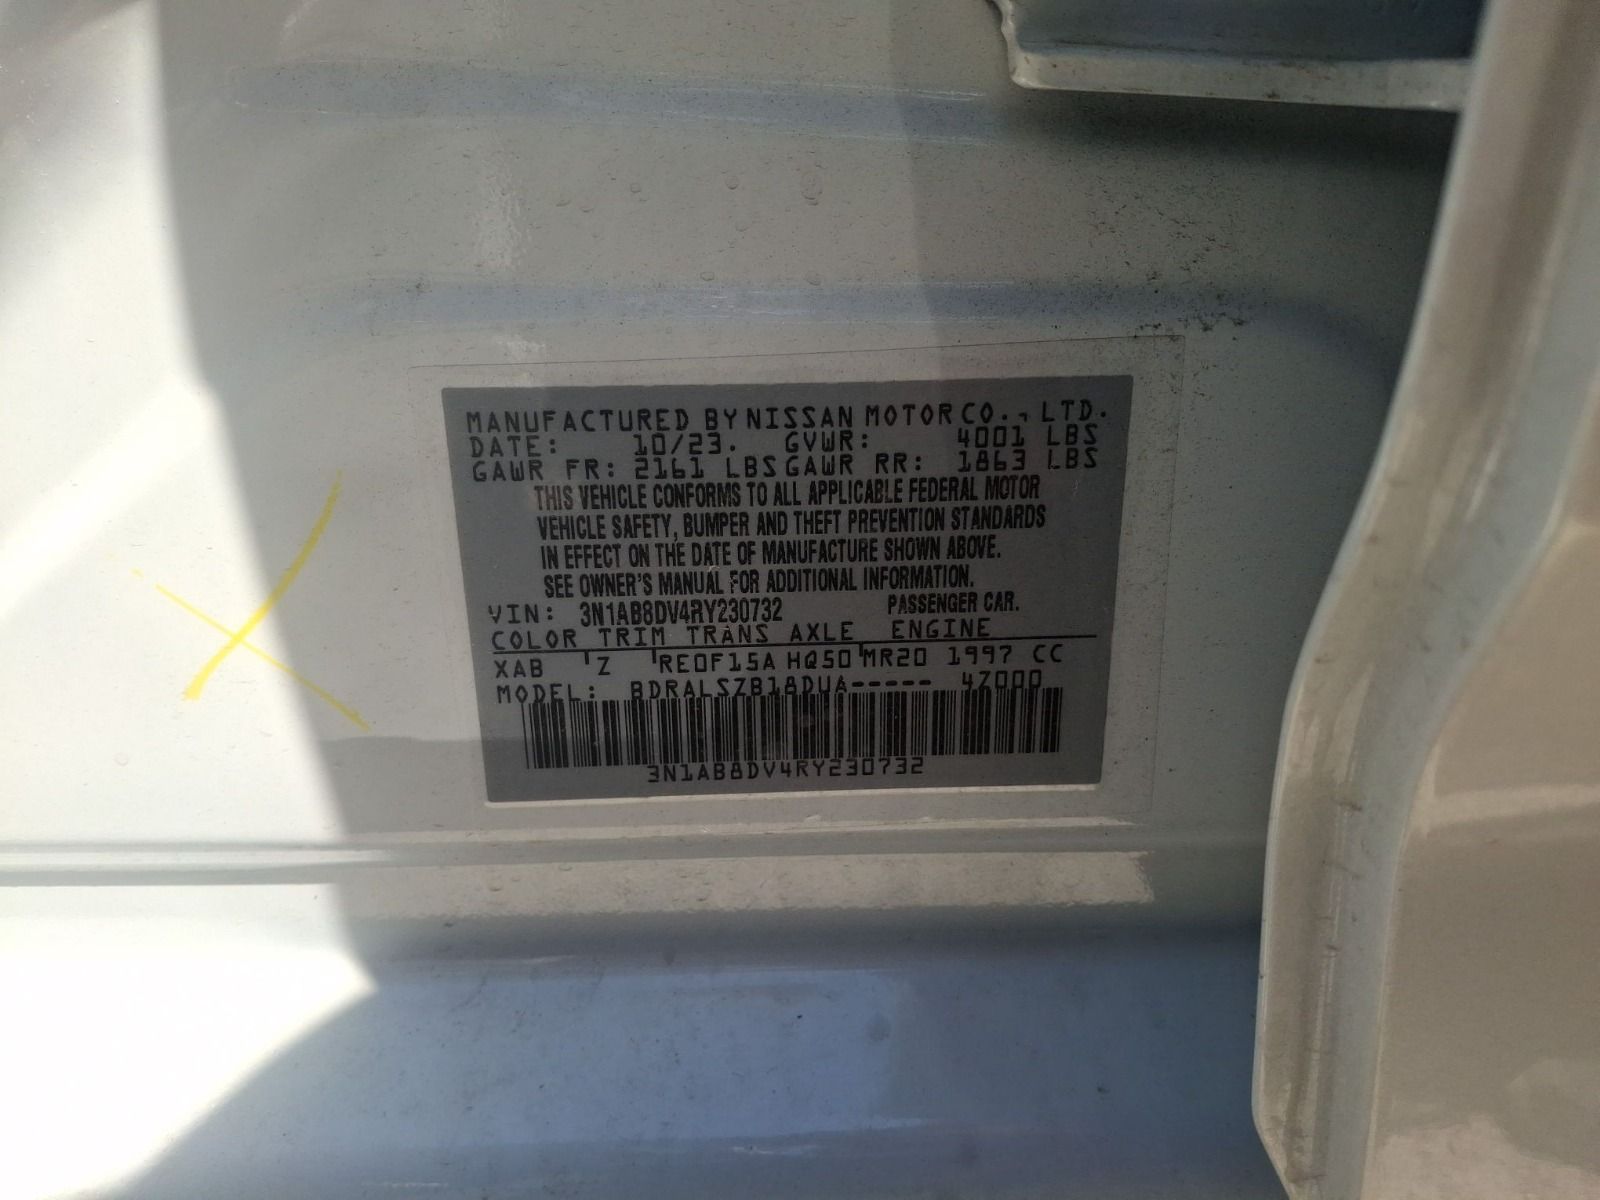 MANUFACTURED BY NISSAN MOTOR CO., LTD.
DATE: 10/23. GVWR: 4001 LBS
GAWR FR: 2161 LBS GAWR RR: 1863 LBS
THIS VEHICLE CONFORMS TO ALL APPLICABLE FEDERAL MOTOR
VEHICLE SAFETY, BUMPER AND THEFT PREVENTION STANDARDS
IN EFFECT ON THE DATE OF MANUFACTURE SHOWN ABOVE.
SEE OWNER'S MANUAL FOR ADDITIONAL INFORMATION.
VIN: 3N1AB8DV4RY230732 PASSENGER CAR.
COLOR TRIM TRANS AXLE ENGINE
XAB Z RE0F15A HQ50 MR20 1997 CC
MODEL: BDRALSZB18DUA----- 4Z000
3N1AB8DV4RY230732